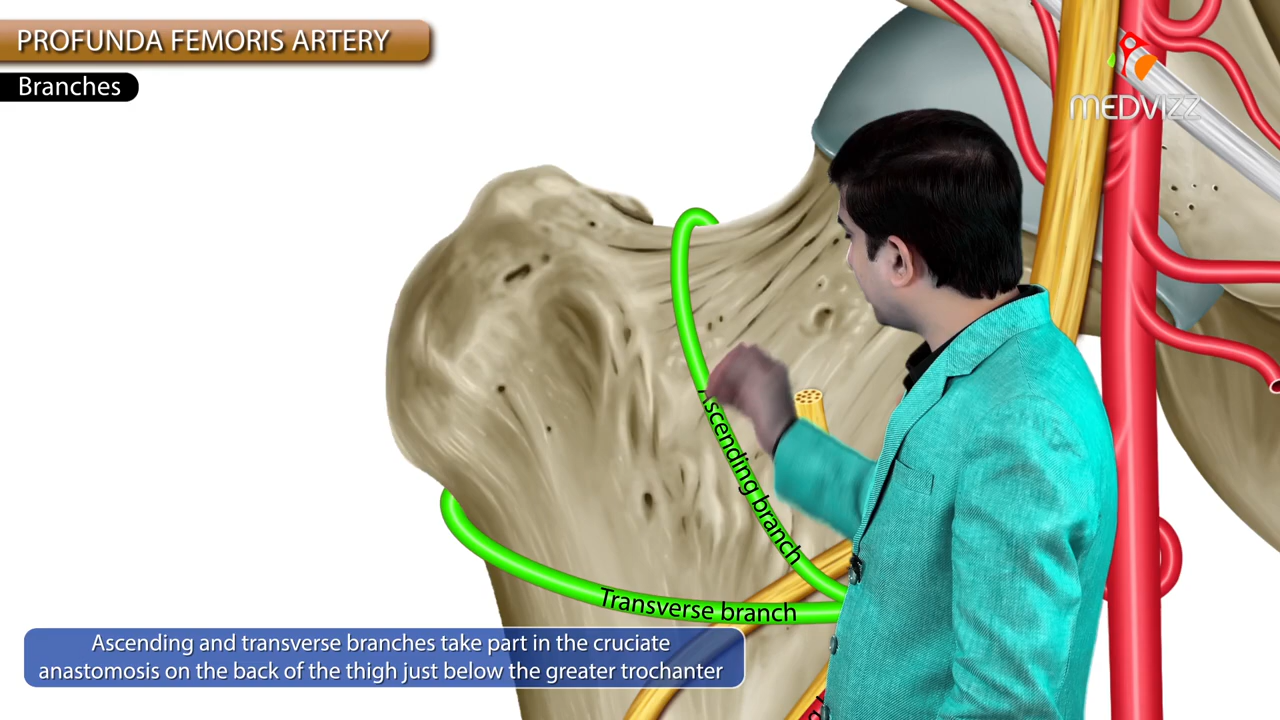 PROFUNDA FEMORIS ARTERY
Branches
MEDVIZZ
Ascending branch
Transverse branch
Ascending and transverse branches take part in the cruciate
anastomosis on the back of the thigh just below the greater trochanter